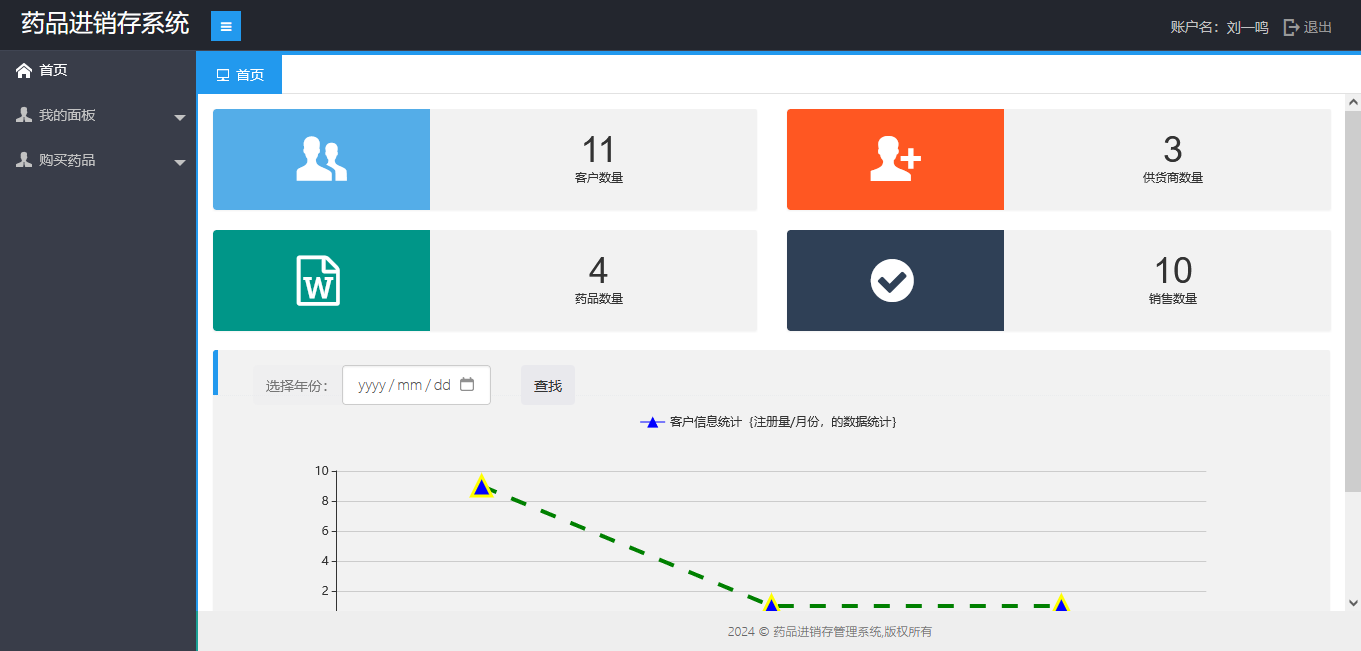 药品进销存系统
账户名：刘一鸣 退出
首页
我的面板
购买药品
首页
11
客户数量
3
供货商数量
4
药品数量
10
销售数量
选择年份：
yyyy / mm / dd
查找
客户信息统计｛注册量/月份，的数据统计｝
10
8
6
4
2
2024 © 药品进销存管理系统,版权所有